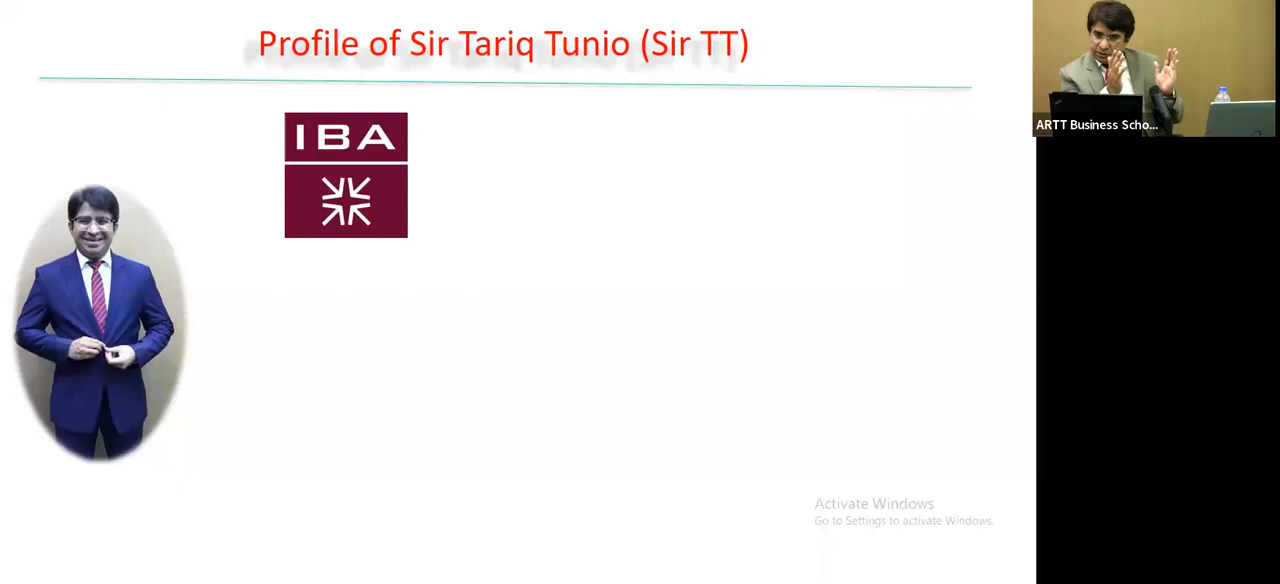 Profile of Sir Tariq Tunio (Sir TT)
IBA
ARTT Business Scho...
Activate Windows
Go to Settings to activate Windows.